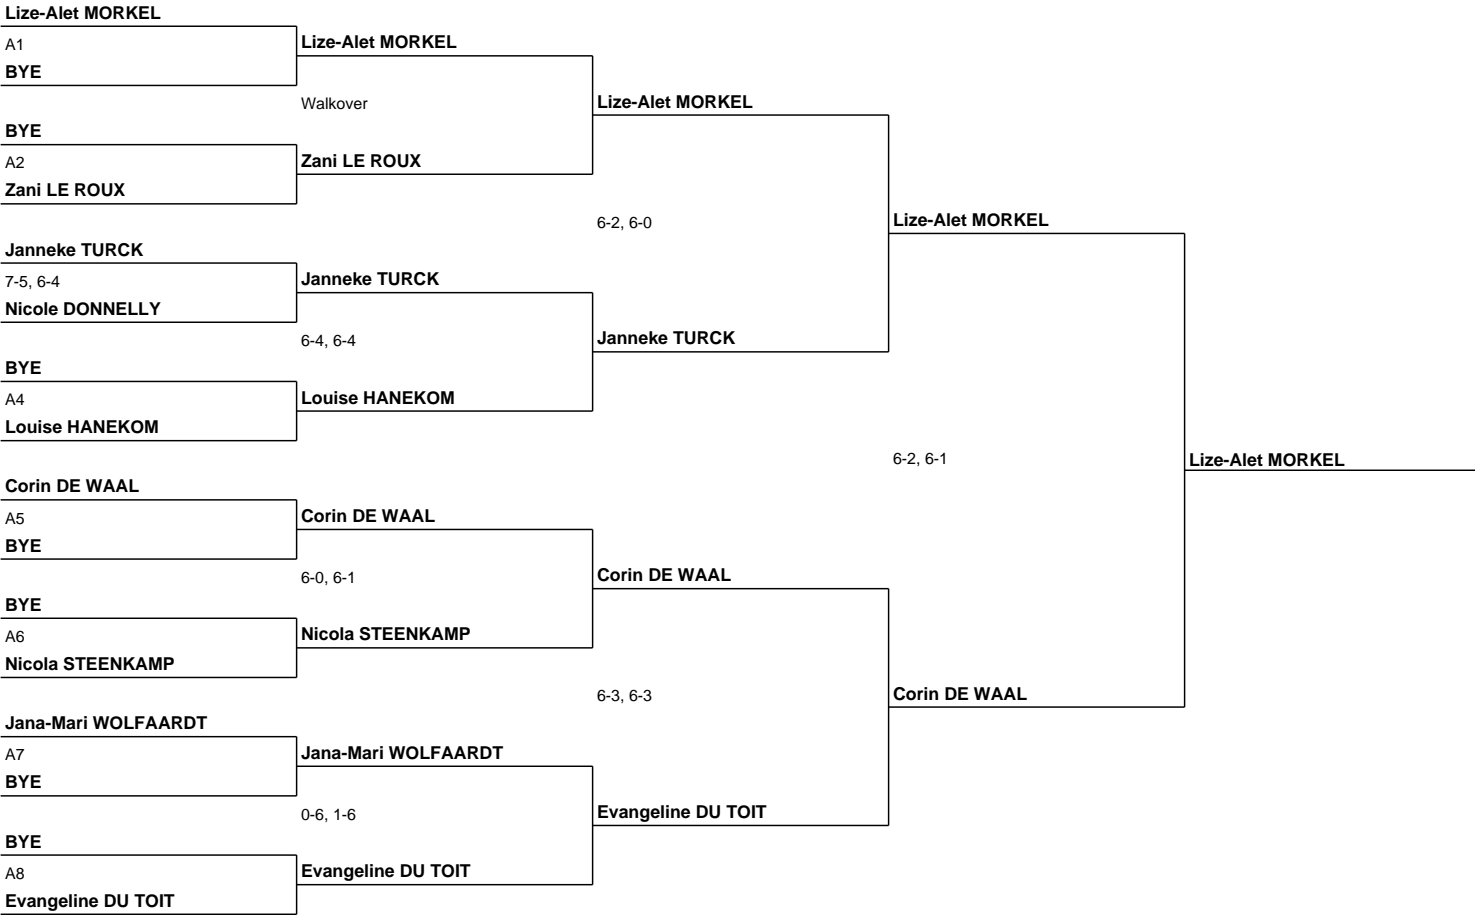 Lize-Alet MORKEL
A1
BYE
BYE
A2
Zani LE ROUX
Janneke TURCK
7-5, 6-4
Nicole DONNELLY
BYE
A4
Louise HANEKOM
Corin DE WAAL
A5
BYE
BYE
A6
Nicola STEENKAMP
Jana-Mari WOLFAARDT
A7
BYE
BYE
A8
Evangeline DU TOIT
Lize-Alet MORKEL
Walkover
Zani LE ROUX
Janneke TURCK
6-4, 6-4
Louise HANEKOM
Corin DE WAAL
6-0, 6-1
Nicola STEENKAMP
Jana-Mari WOLFAARDT
0-6, 1-6
Evangeline DU TOIT
Lize-Alet MORKEL
6-2, 6-0
Janneke TURCK
Corin DE WAAL
6-3, 6-3
Evangeline DU TOIT
Lize-Alet MORKEL
6-2, 6-1
Corin DE WAAL
Lize-Alet MORKEL